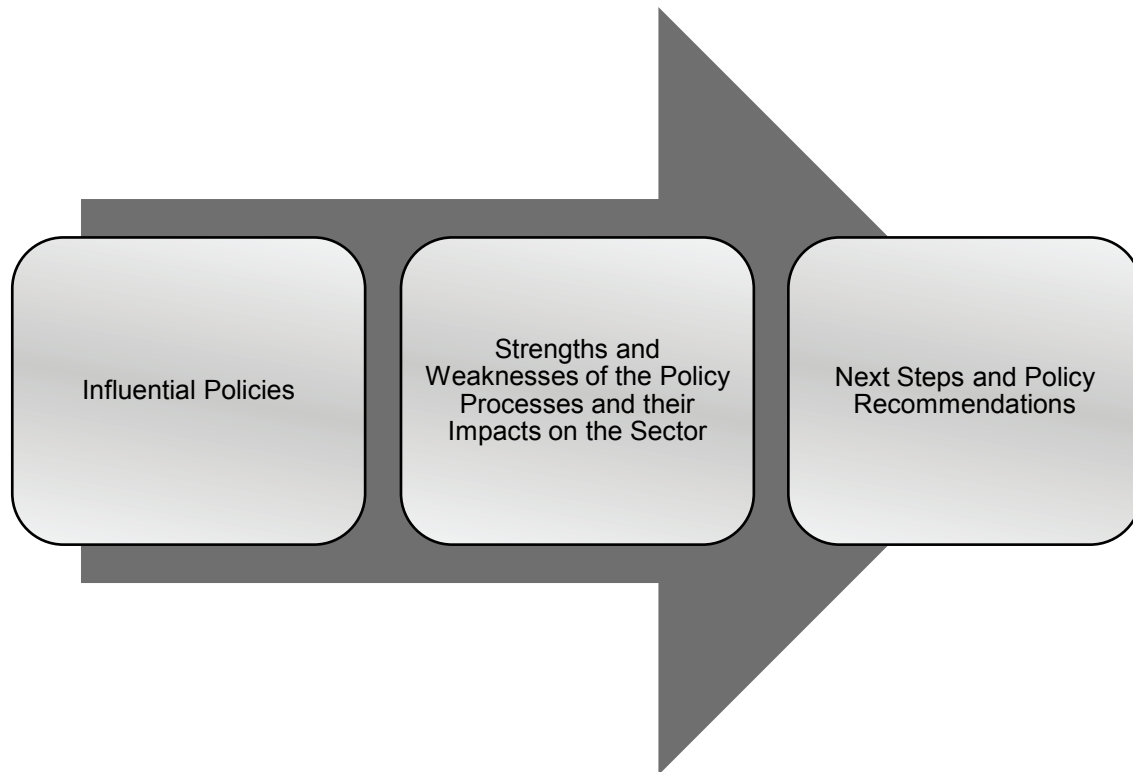 Influential Policies
Strengths and
Weaknesses of the Policy
Processes and their
Impacts on the Sector
Next Steps and Policy
Recommendations